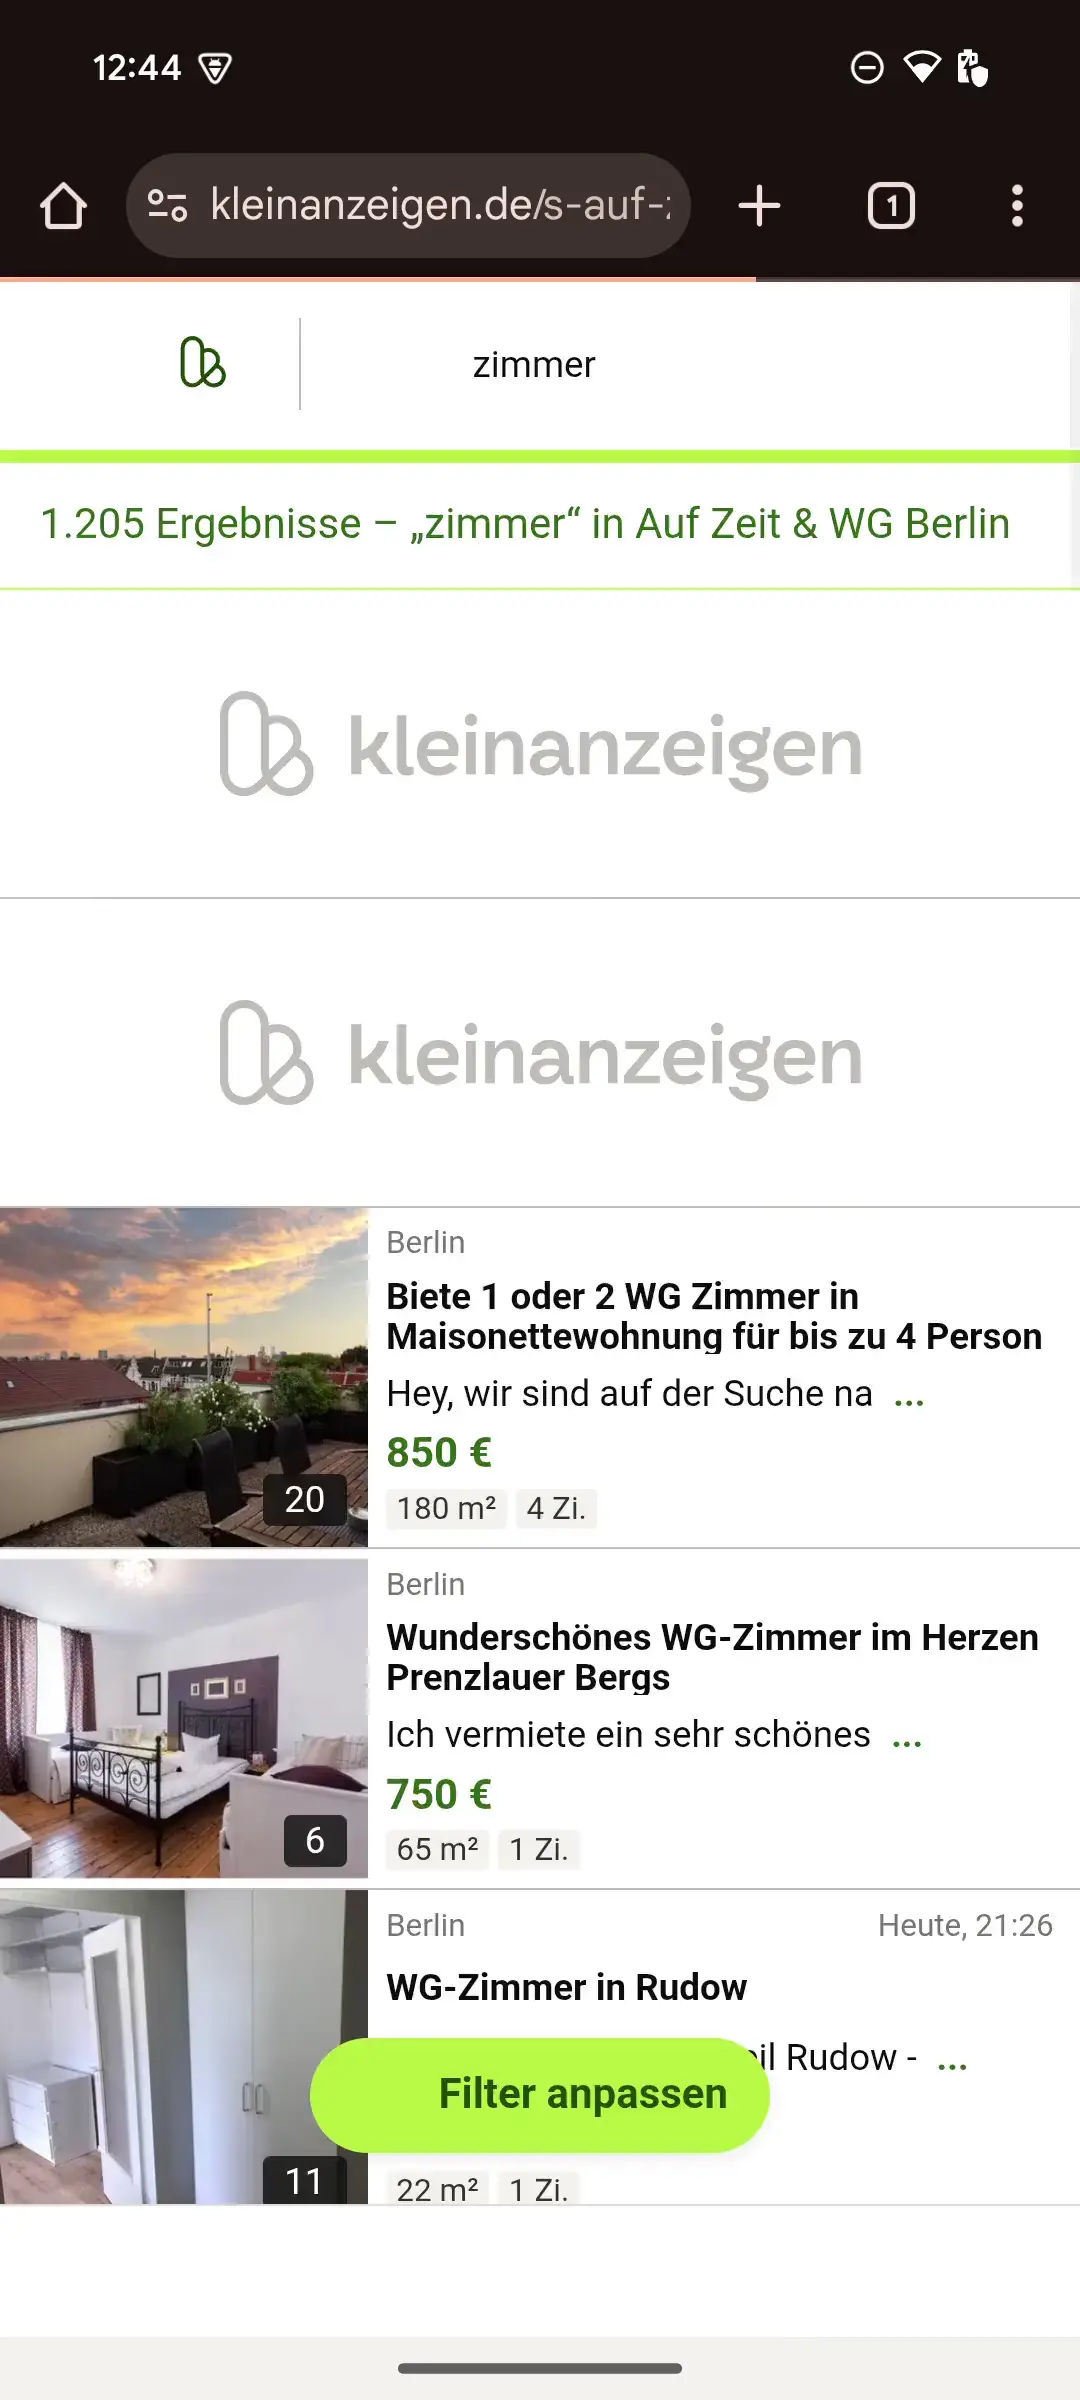 12:44
kleinanzeigen.de/s-auf-
1
zimmer
1.205 Ergebnisse – „zimmer“ in Auf Zeit & WG Berlin
kleinanzeigen
kleinanzeigen
Berlin
Biete 1 oder 2 WG Zimmer in
Maisonettewohnung für bis zu 4 Person
Hey, wir sind auf der Suche na ...
850 €
20
180 m² 4 Zi.
Berlin
Wunderschönes WG-Zimmer im Herzen
Prenzlauer Bergs
Ich vermiete ein sehr schönes ...
750 €
6
65 m² 1 Zi.
Berlin Heute, 21:26
WG-Zimmer in Rudow
Rudow - ...
Filter anpassen
11
22 m² 1 Zi.